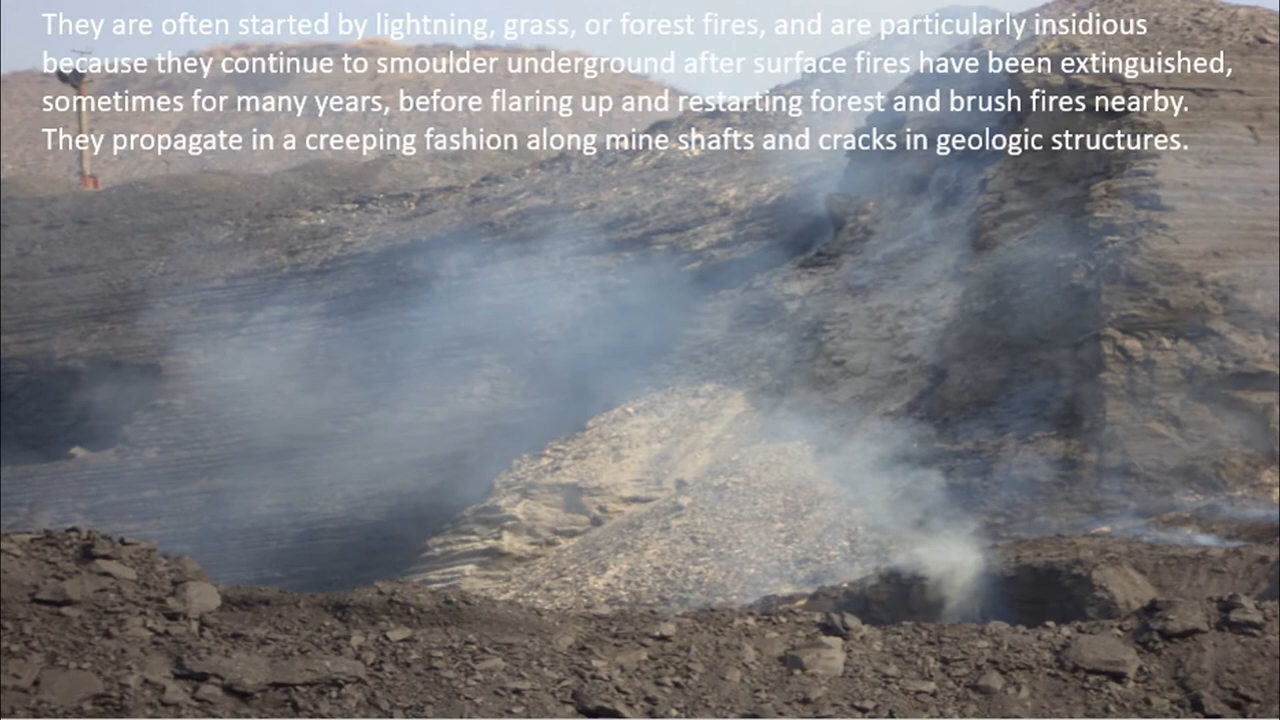 They are often started by lightning, grass, or forest fires, and are particularly insidious
because they continue to smoulder underground after surface fires have been extinguished,
sometimes for many years, before flaring up and restarting forest and brush fires nearby.
They propagate in a creeping fashion along mine shafts and cracks in geologic structures.